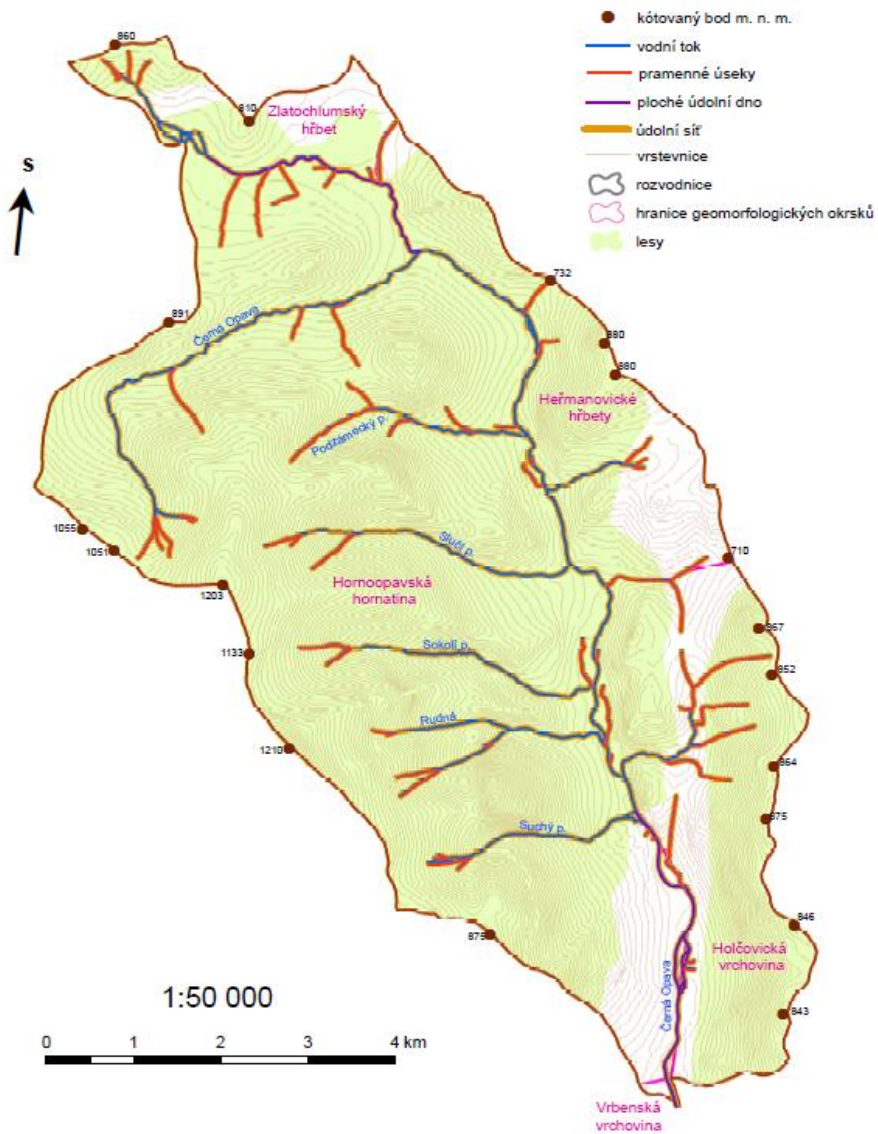 kótovaný bod m. n. m.
vodní tok
pramenné úseky
ploché údolní dno
údolní síť
vrstevnice
rozvodnice
hranice geomorfologických okrsků
lesy
S
860
810
Zlatochlumský
hřbet
732
891
Černá Opava
880
880
Heřmanovické
hřbety
Podzámecký p.
1055
1051
Slučí p.
710
1203
Hornoopavská
hornatina
967
1133
Sokolí p.
852
Rudná
1210
864
875
Suchý p.
846
875
Holčovická
vrchovina
Černá Opava
843
1:50 000
0 1 2 3 4 km
Vrbenská
vrchovina